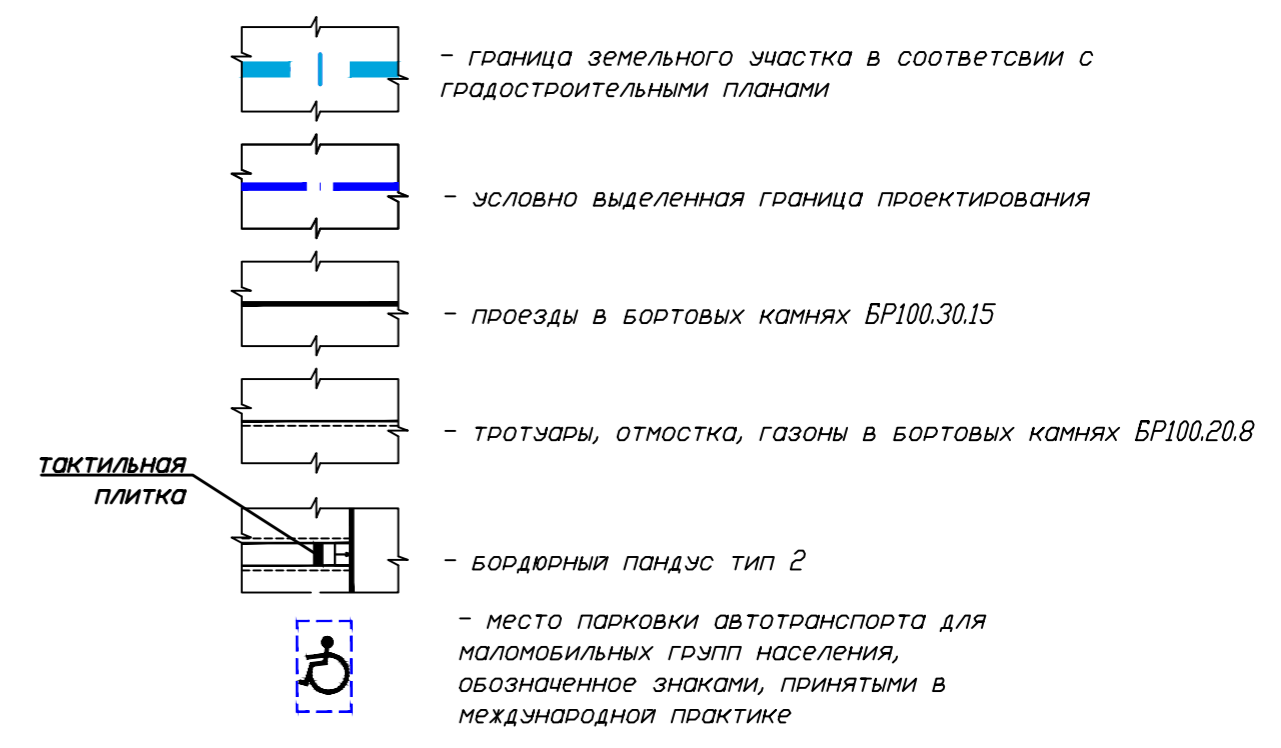 - граница земельного участка в соответсвии с
градостроительными планами
- условно выделенная граница проектирования
- проезды в бортовых камнях БР100.30.15
- тротуары, отмостка, газоны в бортовых камнях БР100.20.8
тактильная
плитка
- бордюрный пандус тип 2
- место парковки автотранспорта для
маломобильных групп населения,
обозначенное знаками, принятыми в
международной практике